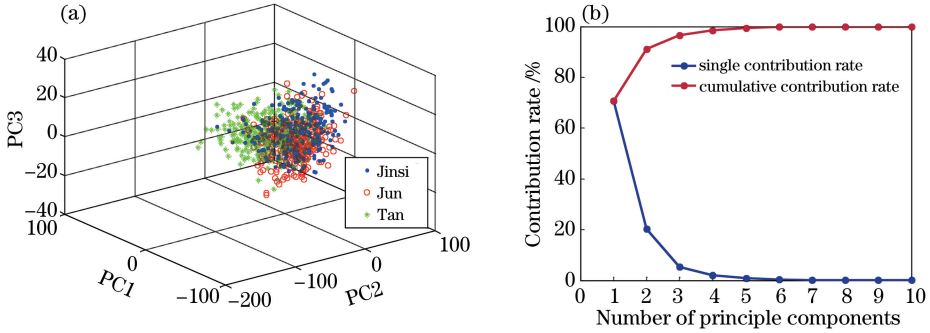 (a)
40
20
0
−20
−40
PC3
100
0
−100
PC1
−200
−100
0
100
PC2
Jinsi
Jun
Tan
(b)
100
80
60
40
20
0
Contribution rate /%
single contribution rate
cumulative contribution rate
1 2 3 4 5 6 7 8 9 10
Number of principle components